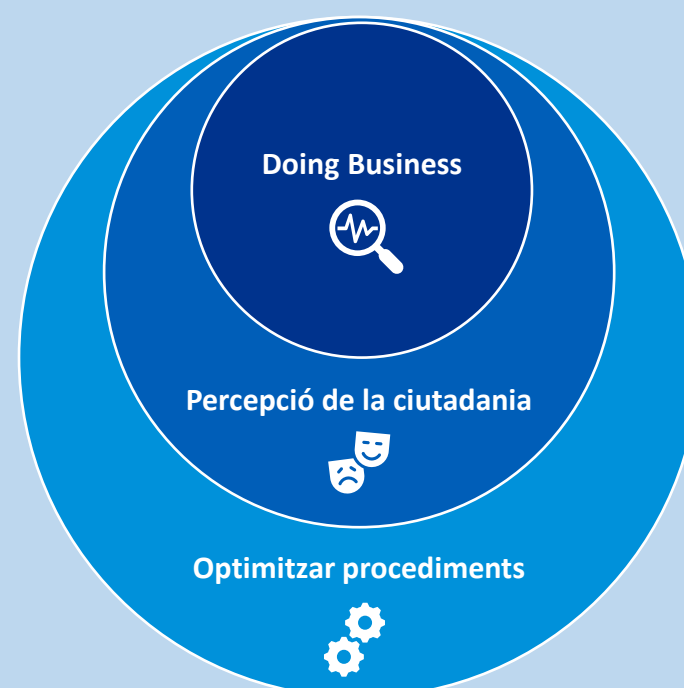 Doing Business
Percepció de la ciutadania
Optimitzar procediments